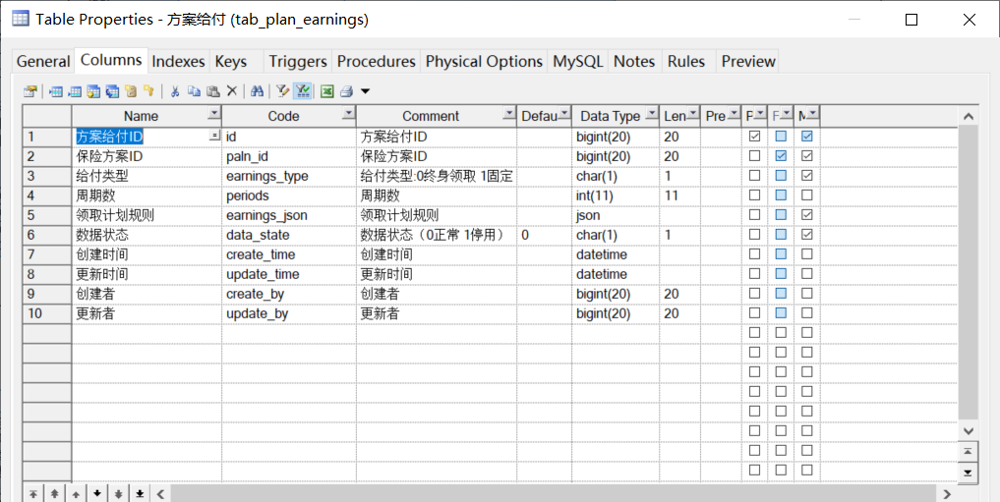 Table Properties - 方案给付 (tab_plan_earnings)
General Columns Indexes Keys Triggers Procedures Physical Options MySQL Notes Rules Preview
Name Code Comment Defau Data Type Len Pre P F M
1 方案给付ID = id 方案给付ID bigint(20) 20
2 保险方案ID paln_id 保险方案ID bigint(20) 20
3 给付类型 earnings_type 给付类型:0终身领取 1固定 char(1) 1
4 周期数 periods 周期数 int(11) 11
5 领取计划规则 earnings_json 领取计划规则 json
6 数据状态 data_state 数据状态（0正常 1停用） 0 char(1) 1
7 创建时间 create_time 创建时间 datetime
8 更新时间 update_time 更新时间 datetime
9 创建者 create_by 创建者 bigint(20) 20
10 更新者 update_by 更新者 bigint(20) 20